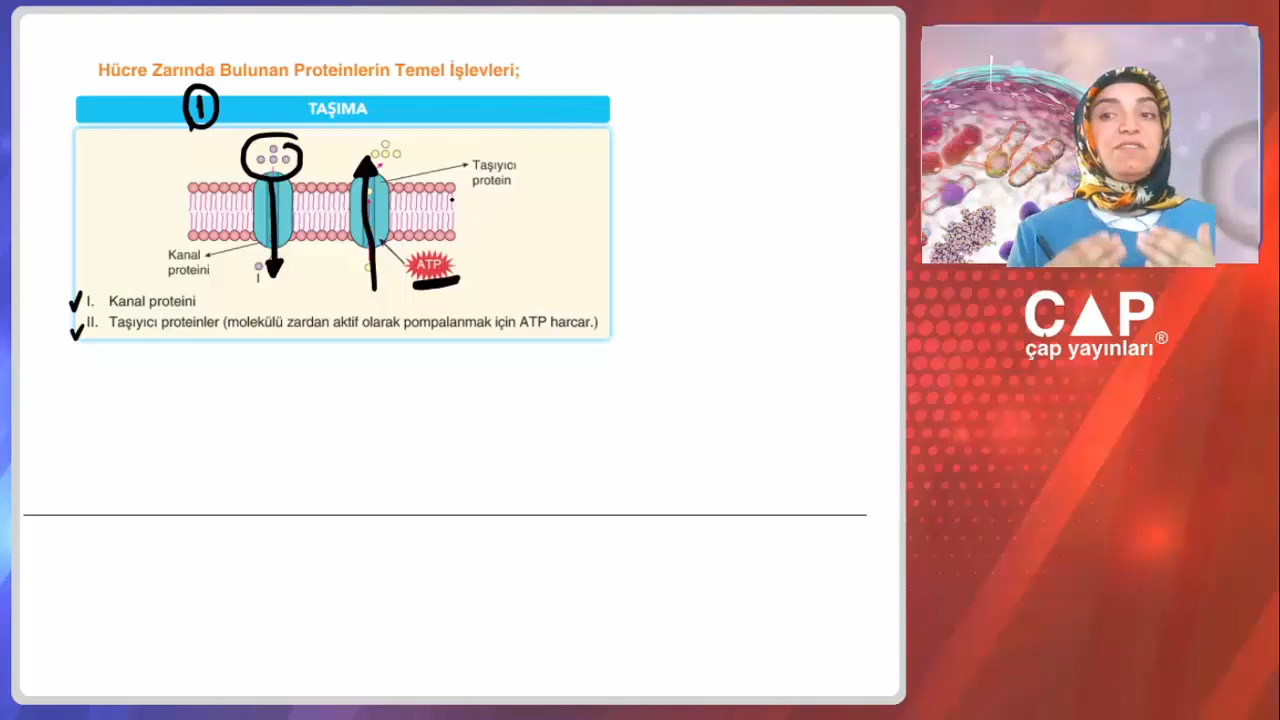 Hücre Zarında Bulunan Proteinlerin Temel İşlevleri;
1
TAŞIMA
Taşıyıcı
protein
Kanal
proteini
ATP
I
I. Kanal proteini
II. Taşıyıcı proteinler (molekülü zardan aktif olarak pompalanmak için ATP harcar.)
ÇAP
çap yayınları®